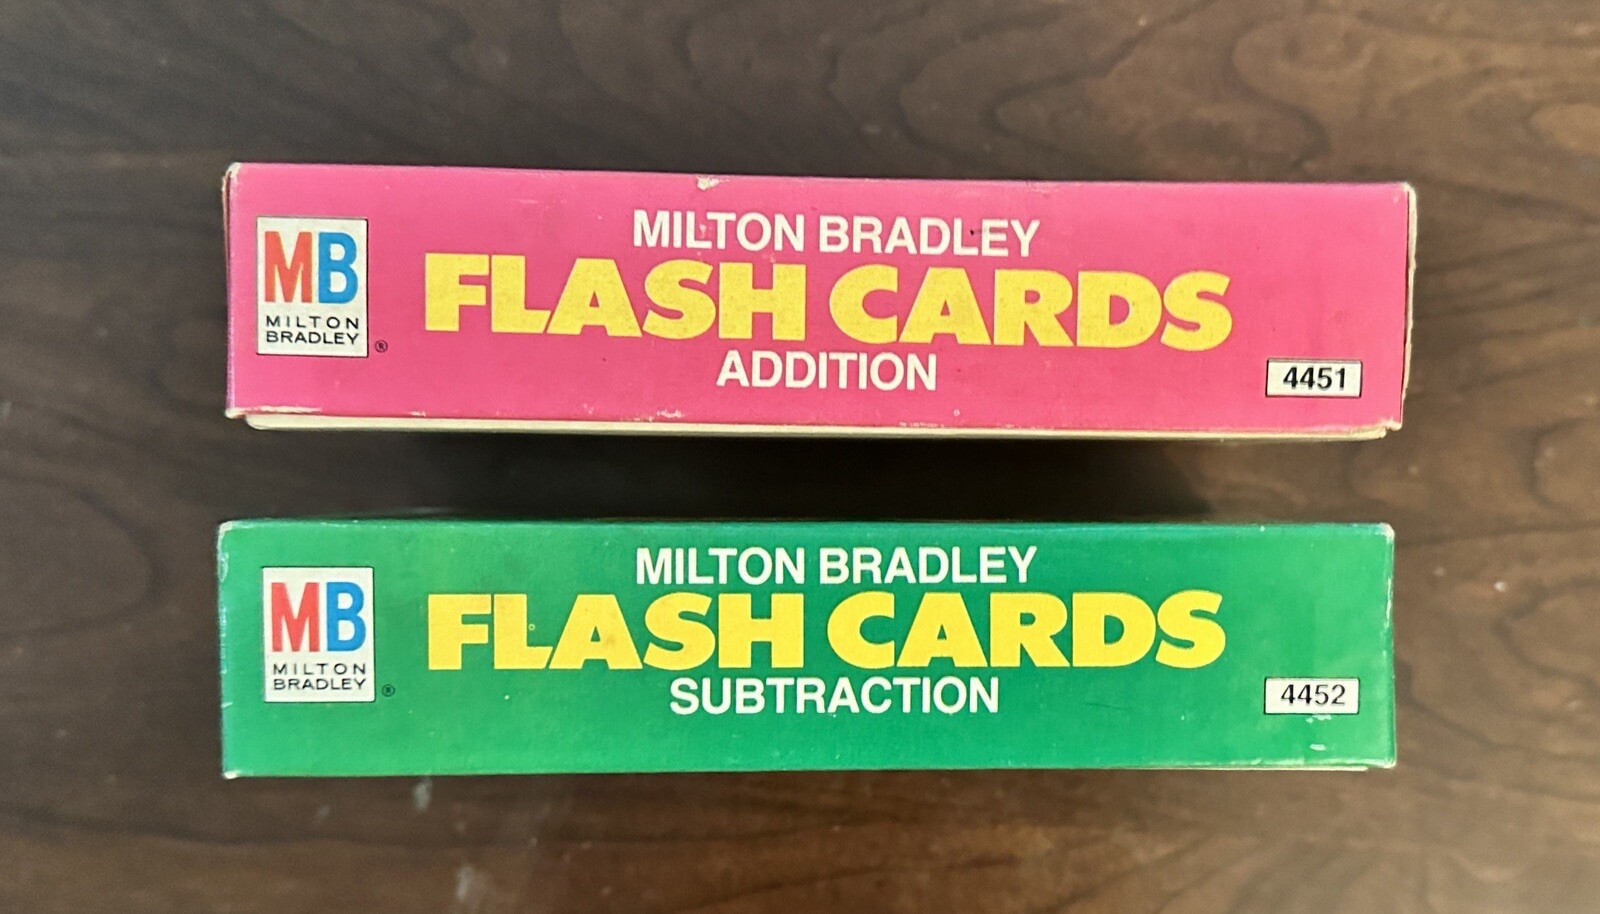 MB
MILTON
BRADLEY ®
MILTON BRADLEY
FLASH CARDS
ADDITION
4451
MB
MILTON
BRADLEY ®
MILTON BRADLEY
FLASH CARDS
SUBTRACTION
4452